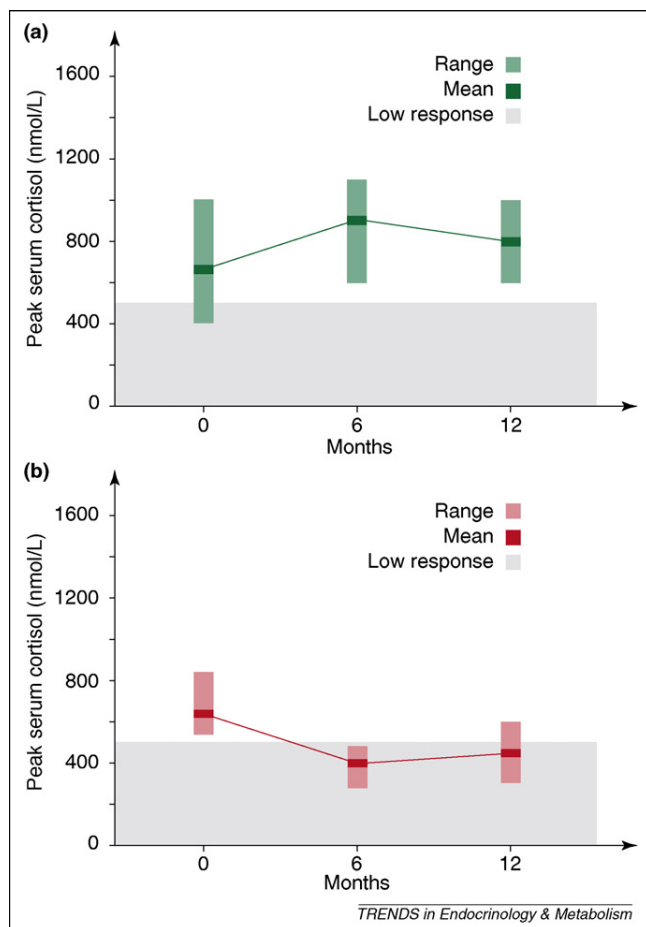 (a)
Range
Mean
Low response
Peak serum cortisol (nmol/L)
1600
1200
800
400
0
0 6 12
Months
(b)
Range
Mean
Low response
Peak serum cortisol (nmol/L)
1600
1200
800
400
0
0 6 12
Months
TRENDS in Endocrinology & Metabolism